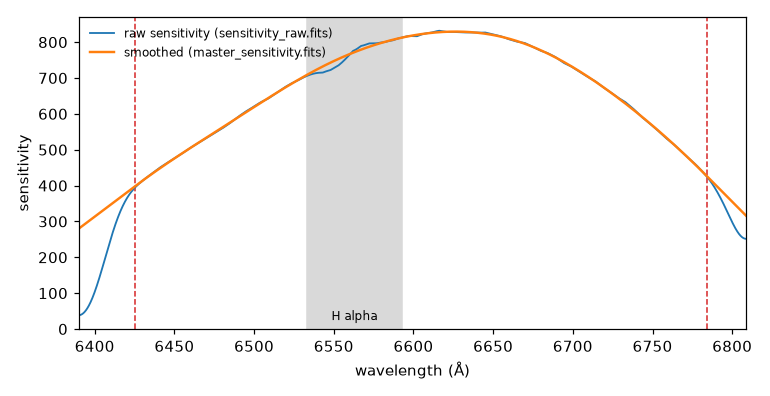 raw sensitivity (sensitivity_raw.fits)
smoothed (master_sensitivity.fits)
800
700
600
500
400
300
200
100
0
sensitivity
H alpha
6400 6450 6500 6550 6600 6650 6700 6750 6800
wavelength (Å)